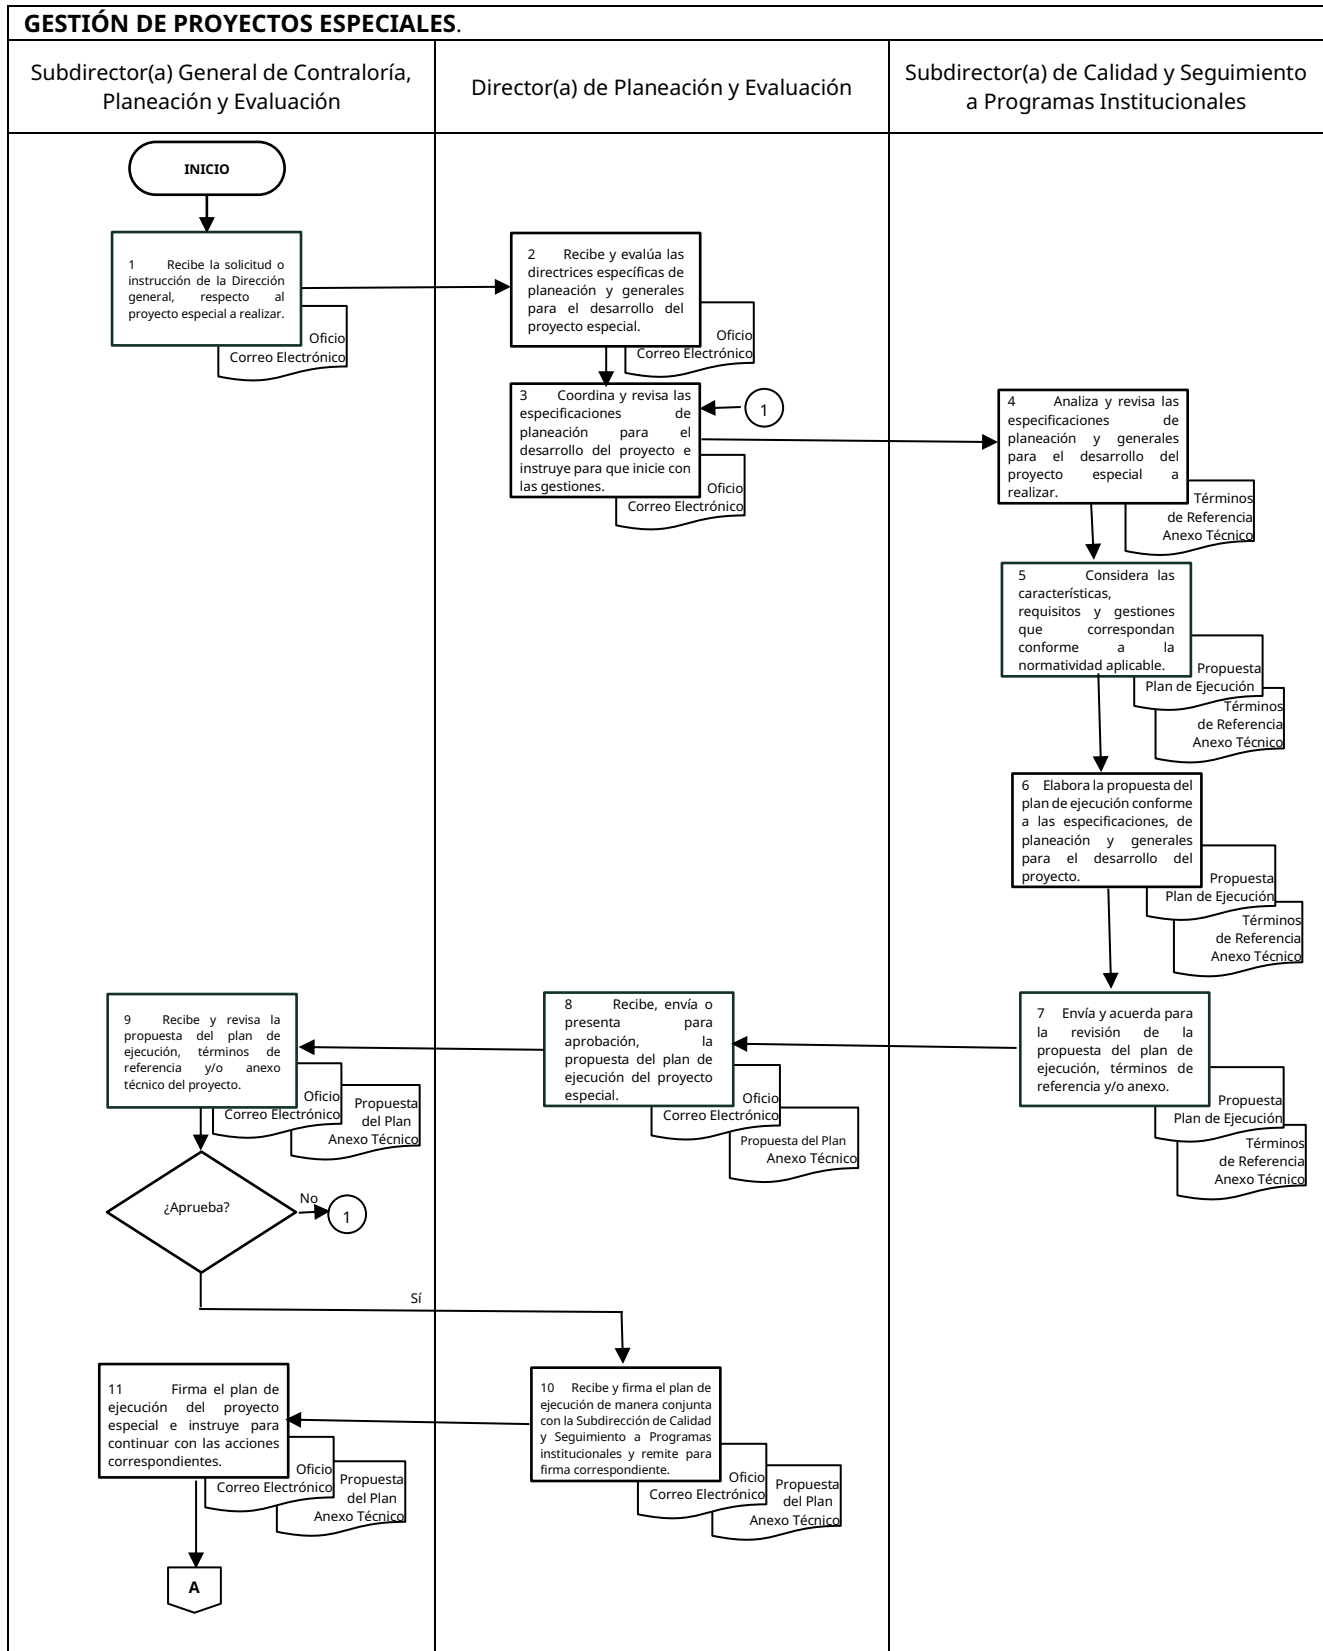 GESTIÓN DE PROYECTOS ESPECIALES.
Subdirector(a) General de Contraloría,
Planeación y Evaluación
Director(a) de Planeación y Evaluación
Subdirector(a) de Calidad y Seguimiento
a Programas Institucionales
INICIO
1 Recibe la solicitud o
instrucción de la Dirección
general, respecto al
proyecto especial a realizar.
Oficio
Correo Electrónico
2 Recibe y evalúa las
directrices específicas de
planeación y generales
para el desarrollo del
proyecto especial.
Oficio
Correo Electrónico
3 Coordina y revisa las
especificaciones de
planeación para el
desarrollo del proyecto e
instruye para que inicie con
las gestiones.
Oficio
Correo Electrónico
1
4 Analiza y revisa las
especificaciones de
planeación y generales
para el desarrollo del
proyecto especial a
realizar.
Términos
de Referencia
Anexo Técnico
5 Considera las
características,
requisitos y gestiones
que correspondan
conforme a la
normatividad aplicable.
Propuesta
Plan de Ejecución
Términos
de Referencia
Anexo Técnico
6 Elabora la propuesta del
plan de ejecución conforme
a las especificaciones, de
planeación y generales
para el desarrollo del
proyecto.
Propuesta
Plan de Ejecución
Términos
de Referencia
Anexo Técnico
7 Envía y acuerda para
la revisión de la
propuesta del plan de
ejecución, términos de
referencia y/o anexo.
Propuesta
Plan de Ejecución
Términos
de Referencia
Anexo Técnico
8 Recibe, envía o
presenta para
aprobación, la
propuesta del plan de
ejecución del proyecto
especial.
Oficio
Correo Electrónico
Propuesta del Plan
Anexo Técnico
9 Recibe y revisa la
propuesta del plan de
ejecución, términos de
referencia y/o anexo
técnico del proyecto.
Oficio
Correo Electrónico
Propuesta
del Plan
Anexo Técnico
¿Aprueba?
No
1
Sí
10 Recibe y firma el plan de
ejecución de manera conjunta
con la Subdirección de Calidad
y Seguimiento a Programas
institucionales y remite para
firma correspondiente.
Oficio
Correo Electrónico
Propuesta
del Plan
Anexo Técnico
11 Firma el plan de
ejecución del proyecto
especial e instruye para
continuar con las acciones
correspondientes.
Oficio
Correo Electrónico
Propuesta
del Plan
Anexo Técnico
A